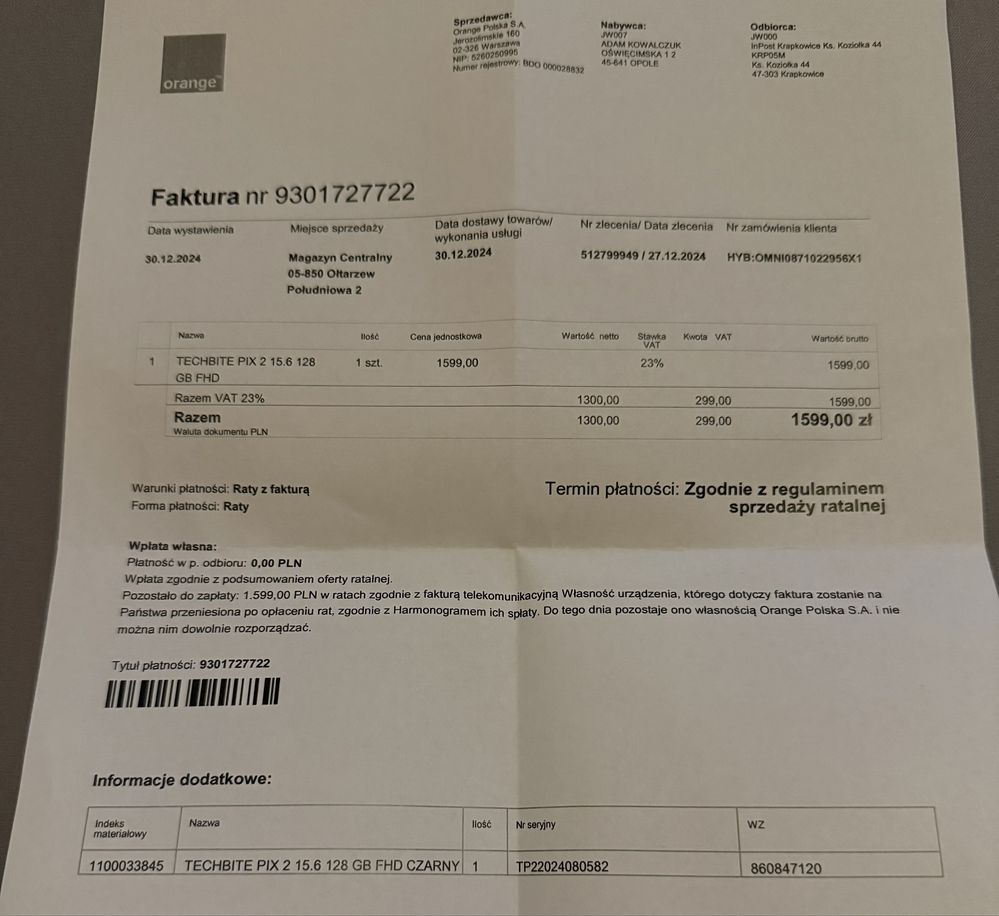 orange™
Sprzedawca:
Orange Polska S.A.
Jerozolimskie 160
02-326 Warszawa
NIP: 5260250995
Numer rejestrowy: BDO 000028832
Nabywca:
JW007
ADAM KOWALCZUK
OŚWIĘCIMSKA 1 2
45-641 OPOLE
Odbiorca:
JW000
InPost Krapkowice Ks. Koziołka 44
KRP05M
Ks. Koziołka 44
47-303 Krapkowice
Faktura nr 9301727722
Data wystawienia
30.12.2024
Miejsce sprzedaży
Magazyn Centralny
05-850 Ołtarzew
Południowa 2
Data dostawy towarów/
wykonania usługi
30.12.2024
Nr zlecenia/ Data zlecenia
512799949 / 27.12.2024
Nr zamówienia klienta
HYB:OMNI0871022956X1
Nazwa Ilość Cena jednostkowa Wartość netto Stawka VAT Kwota VAT Wartość brutto
1 TECHBITE PIX 2 15.6 128 1 szt. 1599,00 23% 1599,00
GB FHD
Razem VAT 23% 1300,00 299,00 1599,00
Razem 1300,00 299,00 1599,00 zł
Waluta dokumentu PLN
Warunki płatności: Raty z fakturą
Forma płatności: Raty
Termin płatności: Zgodnie z regulaminem
sprzedaży ratalnej
Wpłata własna:
Płatność w p. odbioru: 0,00 PLN
Wpłata zgodnie z podsumowaniem oferty ratalnej.
Pozostało do zapłaty: 1.599,00 PLN w ratach zgodnie z fakturą telekomunikacyjną Własność urządzenia, którego dotyczy faktura zostanie na
Państwa przeniesiona po opłaceniu rat, zgodnie z Harmonogramem ich spłaty. Do tego dnia pozostaje ono własnością Orange Polska S.A. i nie
można nim dowolnie rozporządzać.
Tytuł płatności: 9301727722
Informacje dodatkowe:
Indeks materiałowy Nazwa Ilość Nr seryjny WZ
1100033845 TECHBITE PIX 2 15.6 128 GB FHD CZARNY 1 TP22024080582 860847120